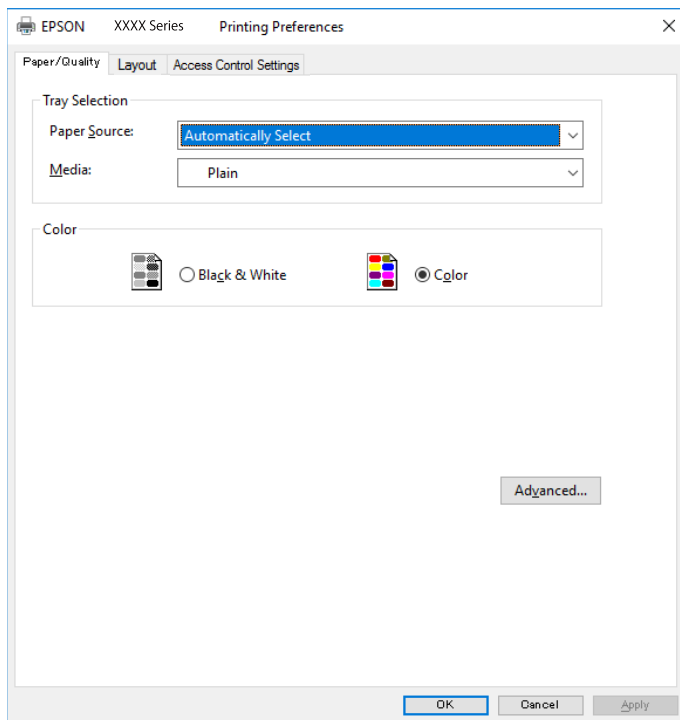 EPSON XXXX Series Printing Preferences
Paper/Quality Layout Access Control Settings
Tray Selection
Paper Source: Automatically Select
Media: Plain
Color
Black & White Color
Advanced...
OK Cancel Apply